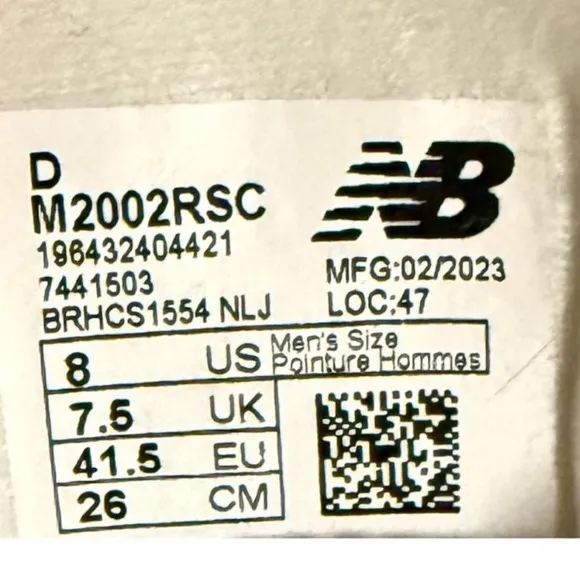 D
M2002RSC
196432404421
7441503
BRHCS1554 NLJ
NB
MFG:02/2023
LOC:47
8 US Men's Size
Pointure Hommes
7.5 UK
41.5 EU
26 CM